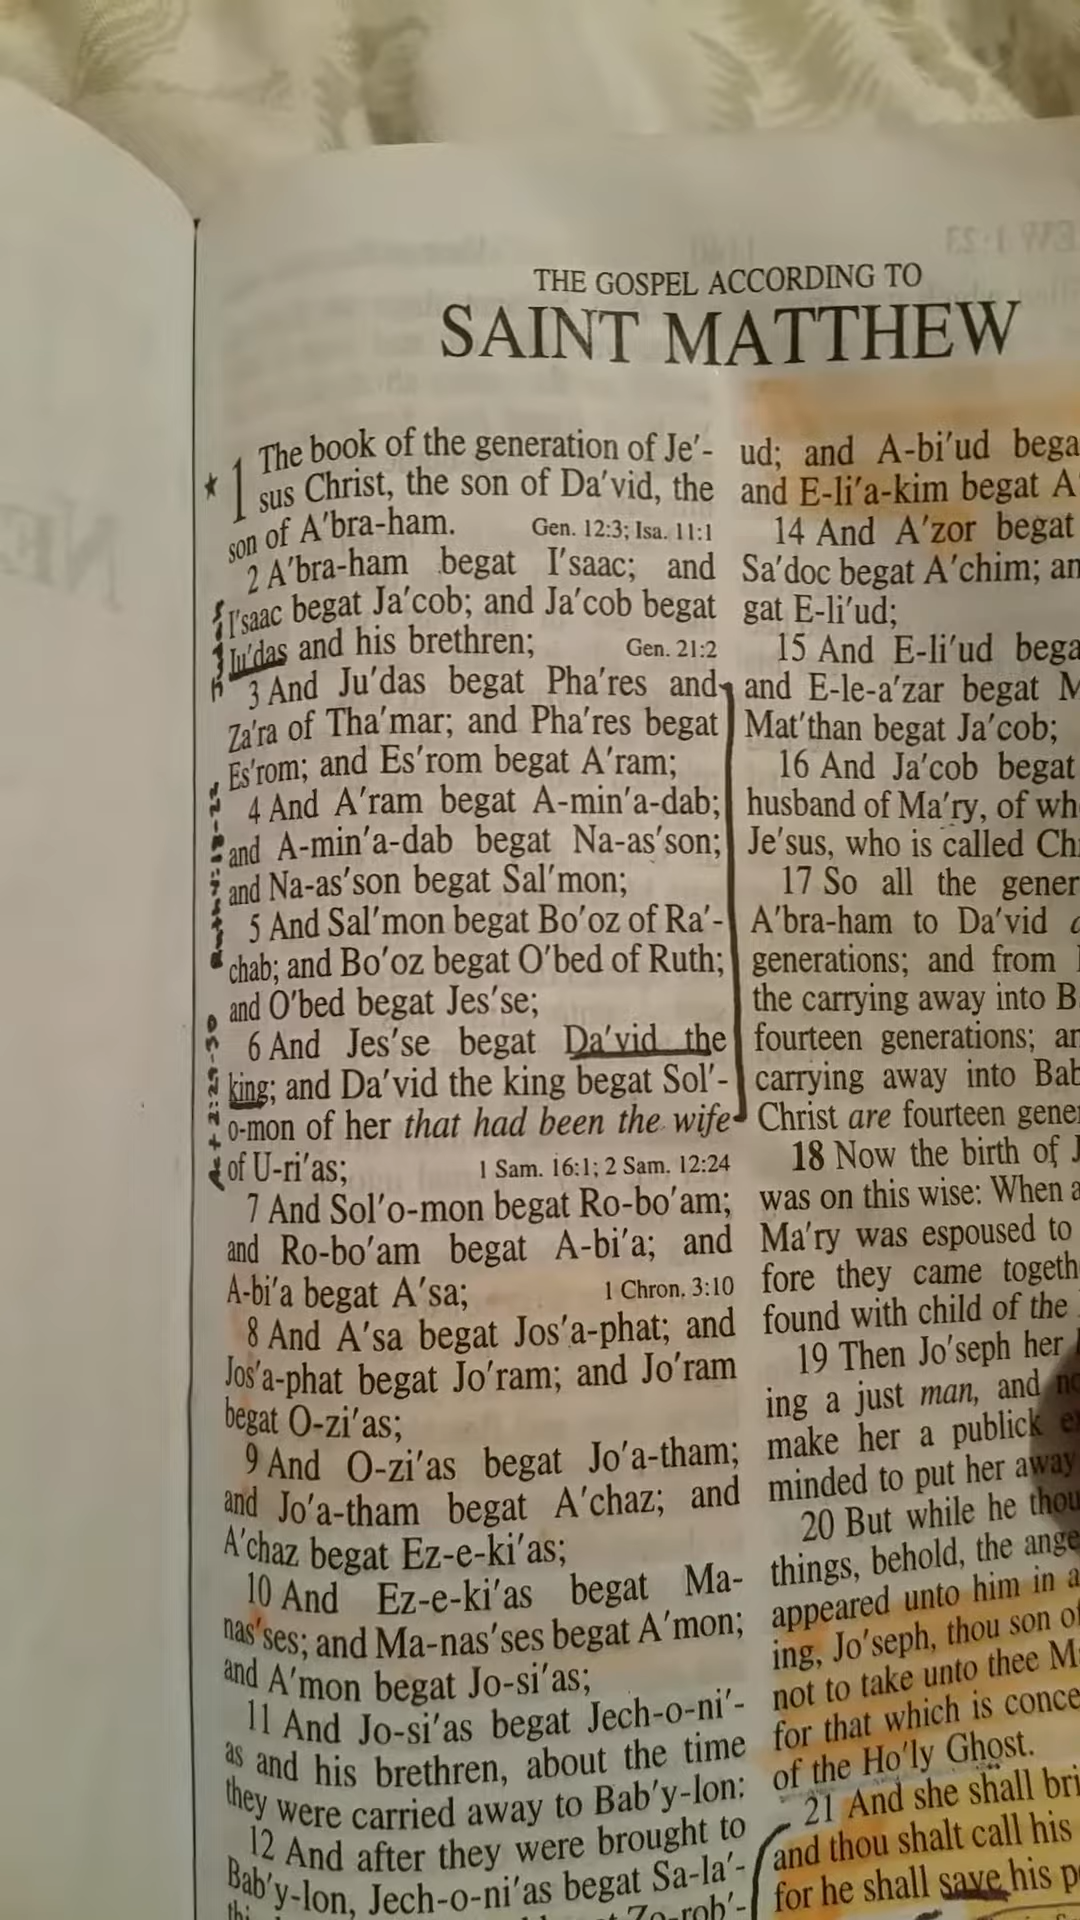 THE GOSPEL ACCORDING TO
SAINT MATTHEW
1 The book of the generation of Je′-
sus Christ, the son of Da′vid, the
son of A′bra-ham. Gen. 12:3; Isa. 11:1
2 A′bra-ham begat I′saac; and
I′saac begat Ja′cob; and Ja′cob begat
Ju′das and his brethren; Gen. 21:2
3 And Ju′das begat Pha′res and
Za′ra of Tha′mar; and Pha′res begat
Es′rom; and Es′rom begat A′ram;
4 And A′ram begat A-min′a-dab;
and A-min′a-dab begat Na-as′son;
and Na-as′son begat Sal′mon;
5 And Sal′mon begat Bo′oz of Ra′-
chab; and Bo′oz begat O′bed of Ruth;
and O′bed begat Jes′se;
6 And Jes′se begat Da′vid the
king; and Da′vid the king begat Sol′-
o-mon of her that had been the wife
of U-ri′as; 1 Sam. 16:1; 2 Sam. 12:24
7 And Sol′o-mon begat Ro-bo′am;
and Ro-bo′am begat A-bi′a; and
A-bi′a begat A′sa; 1 Chron. 3:10
8 And A′sa begat Jos′a-phat; and
Jos′a-phat begat Jo′ram; and Jo′ram
begat O-zi′as;
9 And O-zi′as begat Jo′a-tham;
and Jo′a-tham begat A′chaz; and
A′chaz begat Ez-e-ki′as;
10 And Ez-e-ki′as begat Ma-
nas′ses; and Ma-nas′ses begat A′mon;
and A′mon begat Jo-si′as;
11 And Jo-si′as begat Jech-o-ni′-
as and his brethren, about the time
they were carried away to Bab′y-lon:
12 And after they were brought to
Bab′y-lon, Jech-o-ni′as begat Sa-la′-
Zo-rob′-
ud; and A-bi′ud bega
and E-li′a-kim begat A
14 And A′zor begat
Sa′doc begat A′chim; an
gat E-li′ud;
15 And E-li′ud bega
and E-le-a′zar begat M
Mat′than begat Ja′cob;
16 And Ja′cob begat
husband of Ma′ry, of wh
Je′sus, who is called Ch
17 So all the gener
A′bra-ham to Da′vid
generations; and from
the carrying away into B
fourteen generations; an
carrying away into Bab
Christ are fourteen gene
18 Now the birth of J
was on this wise: When a
Ma′ry was espoused to
fore they came togeth
found with child of the
19 Then Jo′seph her
ing a just man, and no
make her a publick e
minded to put her away
20 But while he thou
things, behold, the ange
appeared unto him in a
ing, Jo′seph, thou son of
not to take unto thee M
for that which is conce
of the Ho′ly Ghost.
21 And she shall bri
and thou shalt call his
for he shall save his p